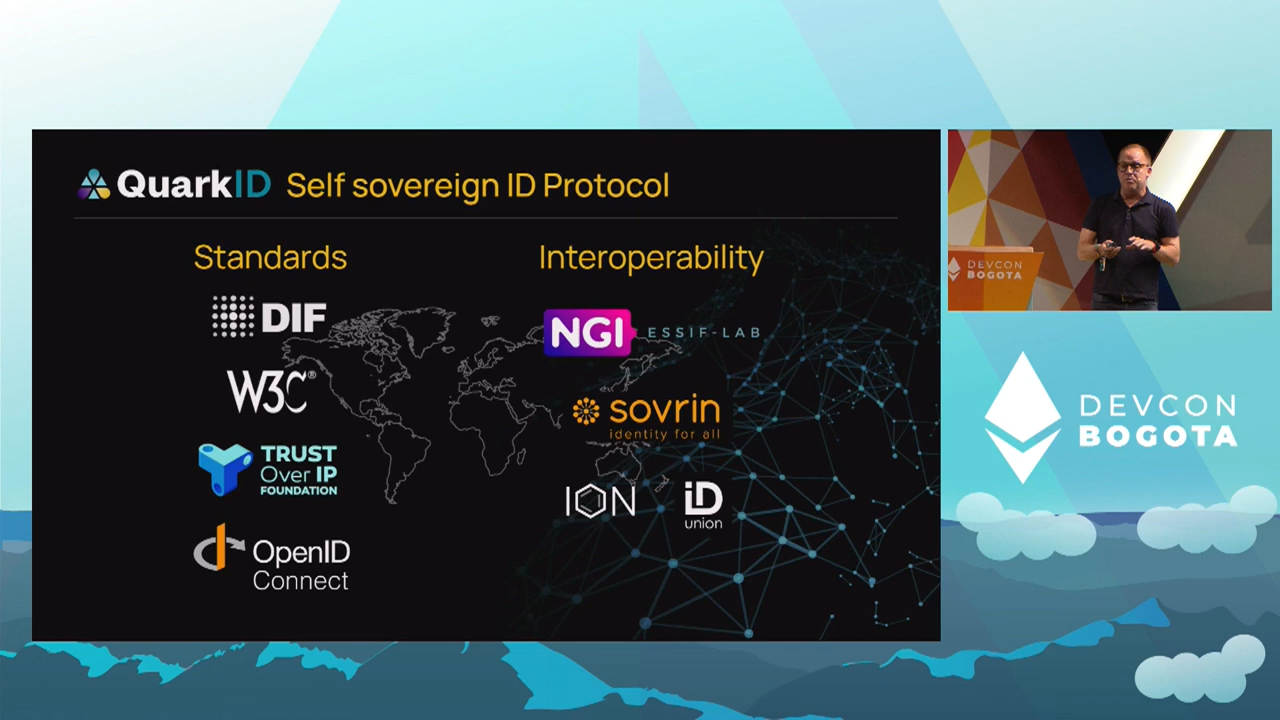 QuarkID Self sovereign ID Protocol
Standards
DIF
W3C®
TRUST
Over IP
FOUNDATION
OpenID
Connect
Interoperability
NGI ESSIF-LAB
sovrin
identity for all
ION
iD
union
DEVCON
BOGOTA
DEVCON
BOGOTA